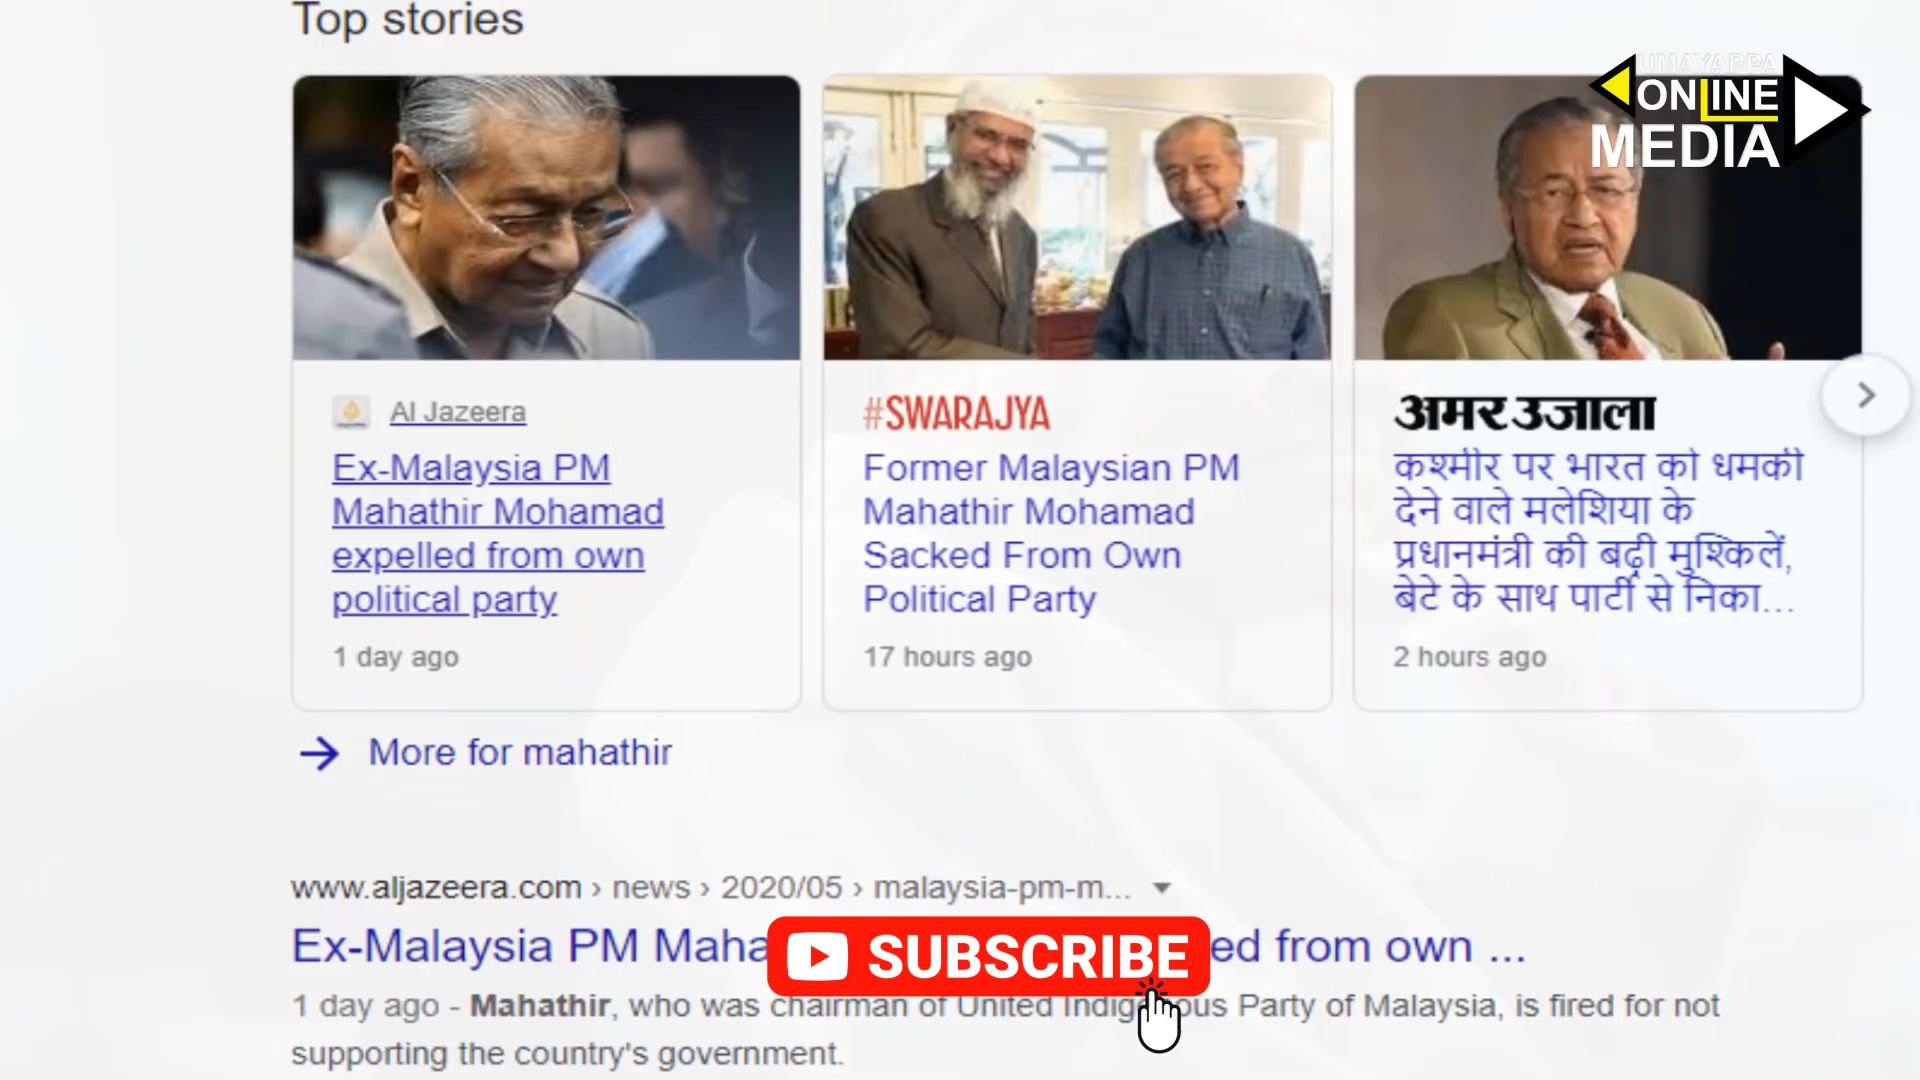 Top stories
UMAYAPPA
ONLINE
MEDIA
Al Jazeera
Ex-Malaysia PM
Mahathir Mohamad
expelled from own
political party
1 day ago
#SWARAJYA
Former Malaysian PM
Mahathir Mohamad
Sacked From Own
Political Party
17 hours ago
अमर उजाला
कश्मीर पर भारत को धमकी
देने वाले मलेशिया के
प्रधानमंत्री की बढ़ी मुश्किलें,
बेटे के साथ पार्टी से निका...
2 hours ago
More for mahathir
www.aljazeera.com › news › 2020/05 › malaysia-pm-m...
Ex-Malaysia PM Maha ed from own ...
SUBSCRIBE
1 day ago - Mahathir, who was chairman of United Indig ous Party of Malaysia, is fired for not
supporting the country's government.